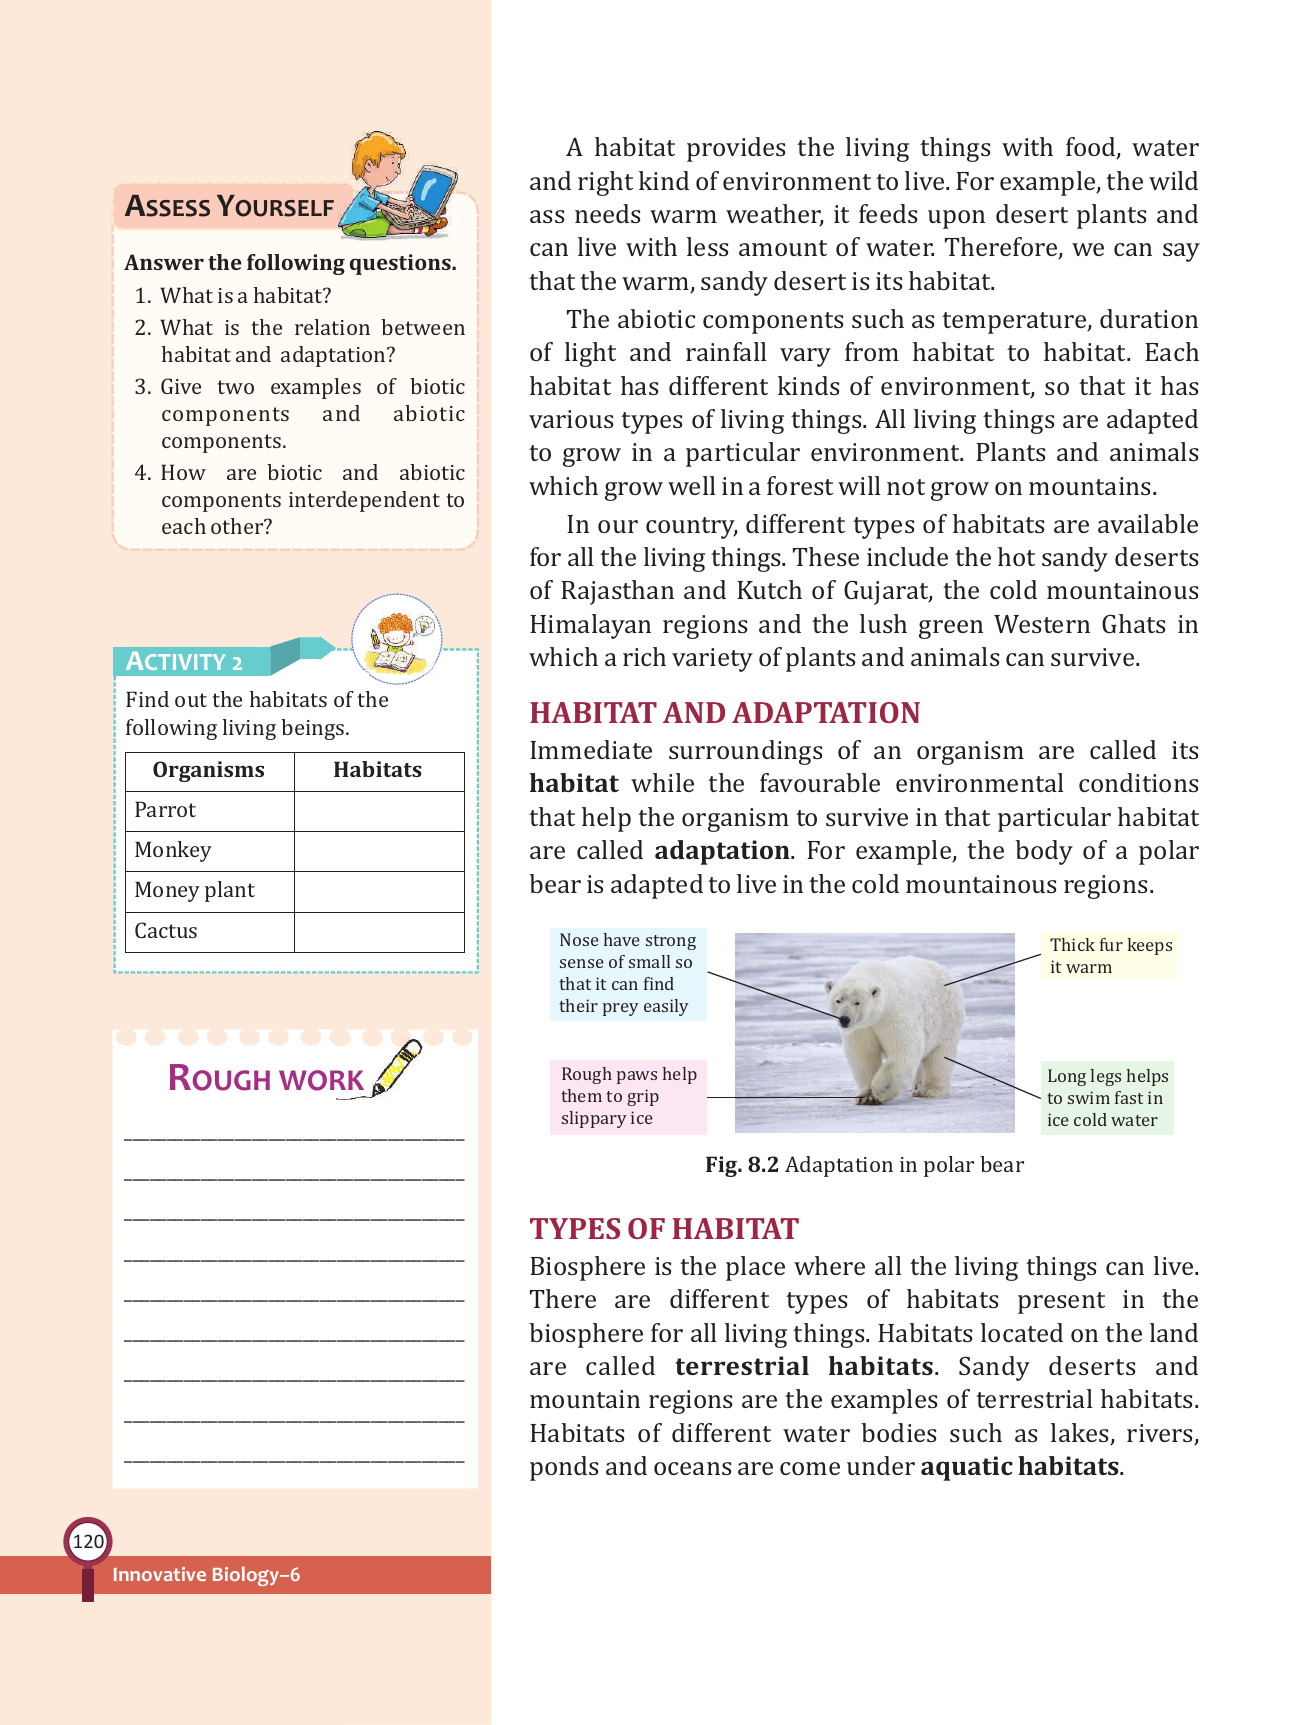 ASSESS YOURSELF
Answer the following questions.
1. What is a habitat?
2. What is the relation between
habitat and adaptation?
3. Give two examples of biotic
components and abiotic
components.
4. How are biotic and abiotic
components interdependent to
each other?
ACTIVITY 2
Find out the habitats of the
following living beings.
Organisms Habitats
Parrot
Monkey
Money plant
Cactus
ROUGH WORK
120
Innovative Biology–6
A habitat provides the living things with food, water
and right kind of environment to live. For example, the wild
ass needs warm weather, it feeds upon desert plants and
can live with less amount of water. Therefore, we can say
that the warm, sandy desert is its habitat.
The abiotic components such as temperature, duration
of light and rainfall vary from habitat to habitat. Each
habitat has different kinds of environment, so that it has
various types of living things. All living things are adapted
to grow in a particular environment. Plants and animals
which grow well in a forest will not grow on mountains.
In our country, different types of habitats are available
for all the living things. These include the hot sandy deserts
of Rajasthan and Kutch of Gujarat, the cold mountainous
Himalayan regions and the lush green Western Ghats in
which a rich variety of plants and animals can survive.
HABITAT AND ADAPTATION
Immediate surroundings of an organism are called its
habitat while the favourable environmental conditions
that help the organism to survive in that particular habitat
are called adaptation. For example, the body of a polar
bear is adapted to live in the cold mountainous regions.
Nose have strong
sense of small so
that it can find
their prey easily
Thick fur keeps
it warm
Rough paws help
them to grip
slippary ice
Long legs helps
to swim fast in
ice cold water
Fig. 8.2 Adaptation in polar bear
TYPES OF HABITAT
Biosphere is the place where all the living things can live.
There are different types of habitats present in the
biosphere for all living things. Habitats located on the land
are called terrestrial habitats. Sandy deserts and
mountain regions are the examples of terrestrial habitats.
Habitats of different water bodies such as lakes, rivers,
ponds and oceans are come under aquatic habitats.